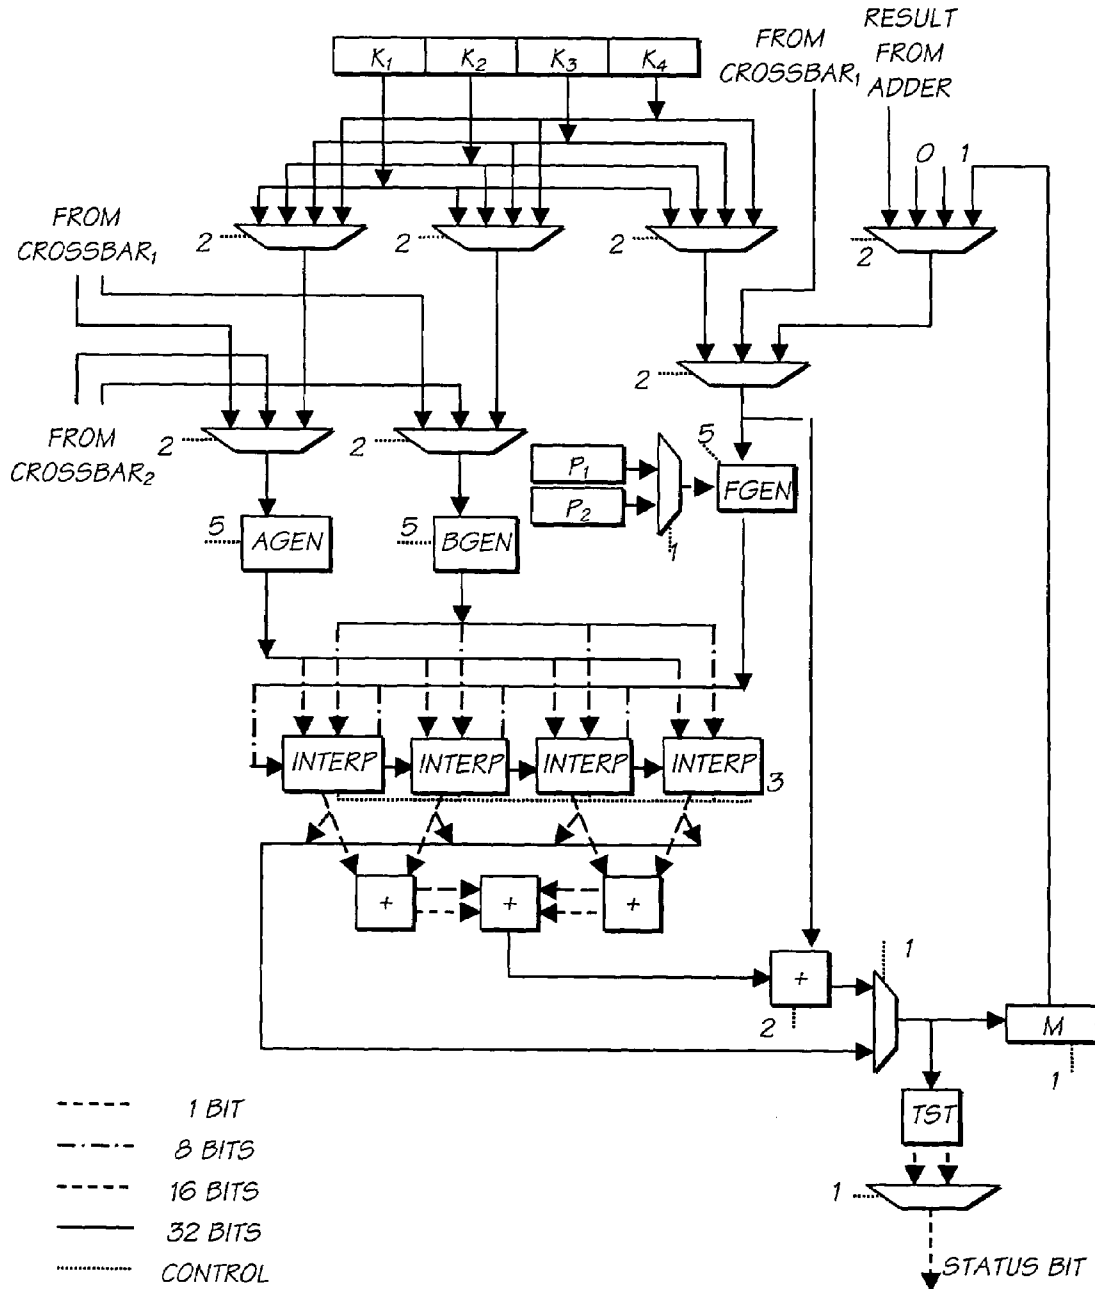 RESULT
FROM
ADDER
FROM
CROSSBAR₁
K₁ K₂ K₃ K₄
0 1
FROM
CROSSBAR₁
2 2 2 2
2
FROM
CROSSBAR₂
2 2
P₁
P₂
1
5
FGEN
5 AGEN
5 BGEN
INTERP INTERP INTERP INTERP 3
+ + +
+
2
1
M
1
TST
1
STATUS BIT
1 BIT
8 BITS
16 BITS
32 BITS
CONTROL